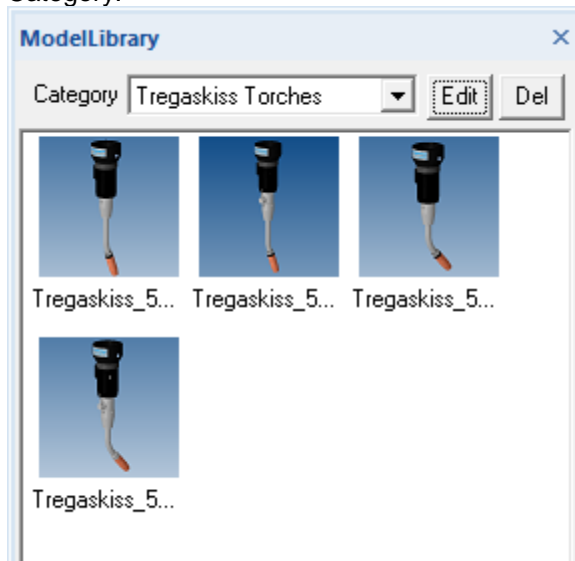 Category.
ModelLibrary
Category Tregaskiss Torches Edit Del
Tregaskiss_5... Tregaskiss_5... Tregaskiss_5...
Tregaskiss_5...